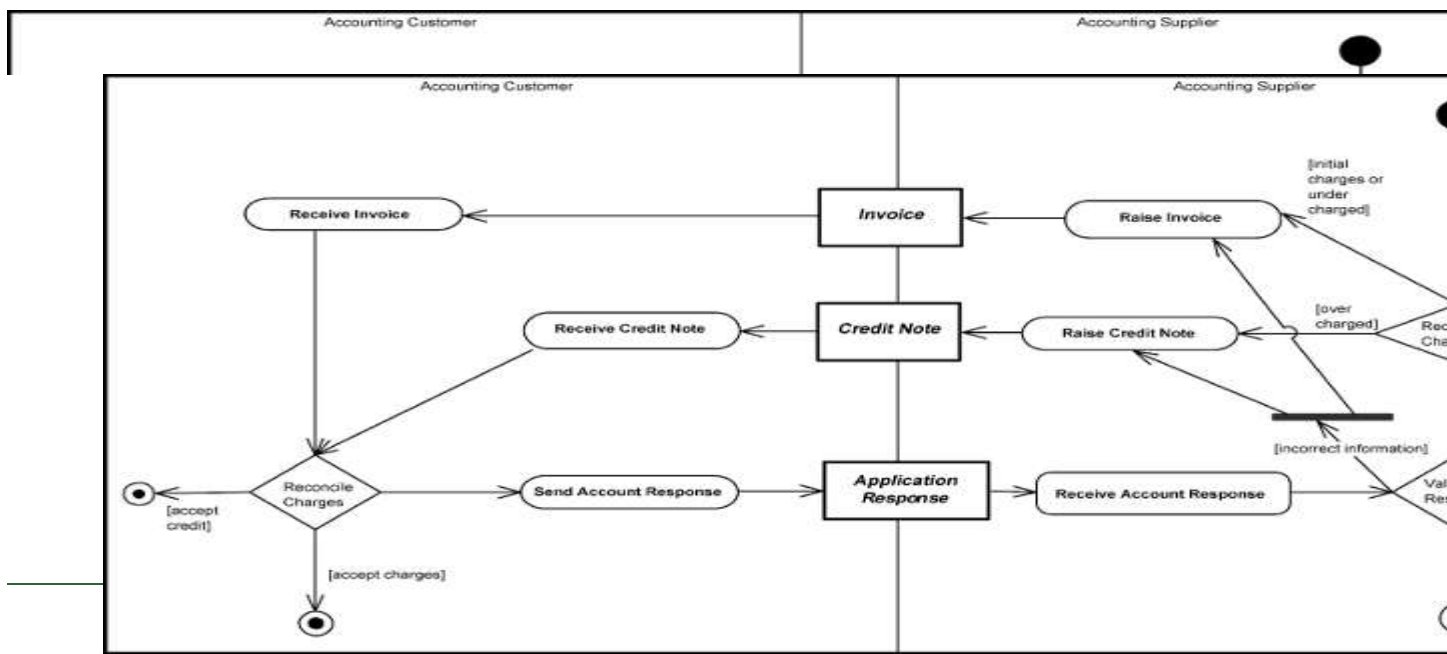 Accounting Customer
Accounting Supplier
Accounting Customer
Accounting Supplier
[initial
charges or
under
charged]
Receive Invoice
Invoice
Raise Invoice
Receive Credit Note
Credit Note
Raise Credit Note
[over
charged]
[incorrect information]
Reconcile
Charges
[accept
credit]
Send Account Response
Application
Response
Receive Account Response
[accept charges]